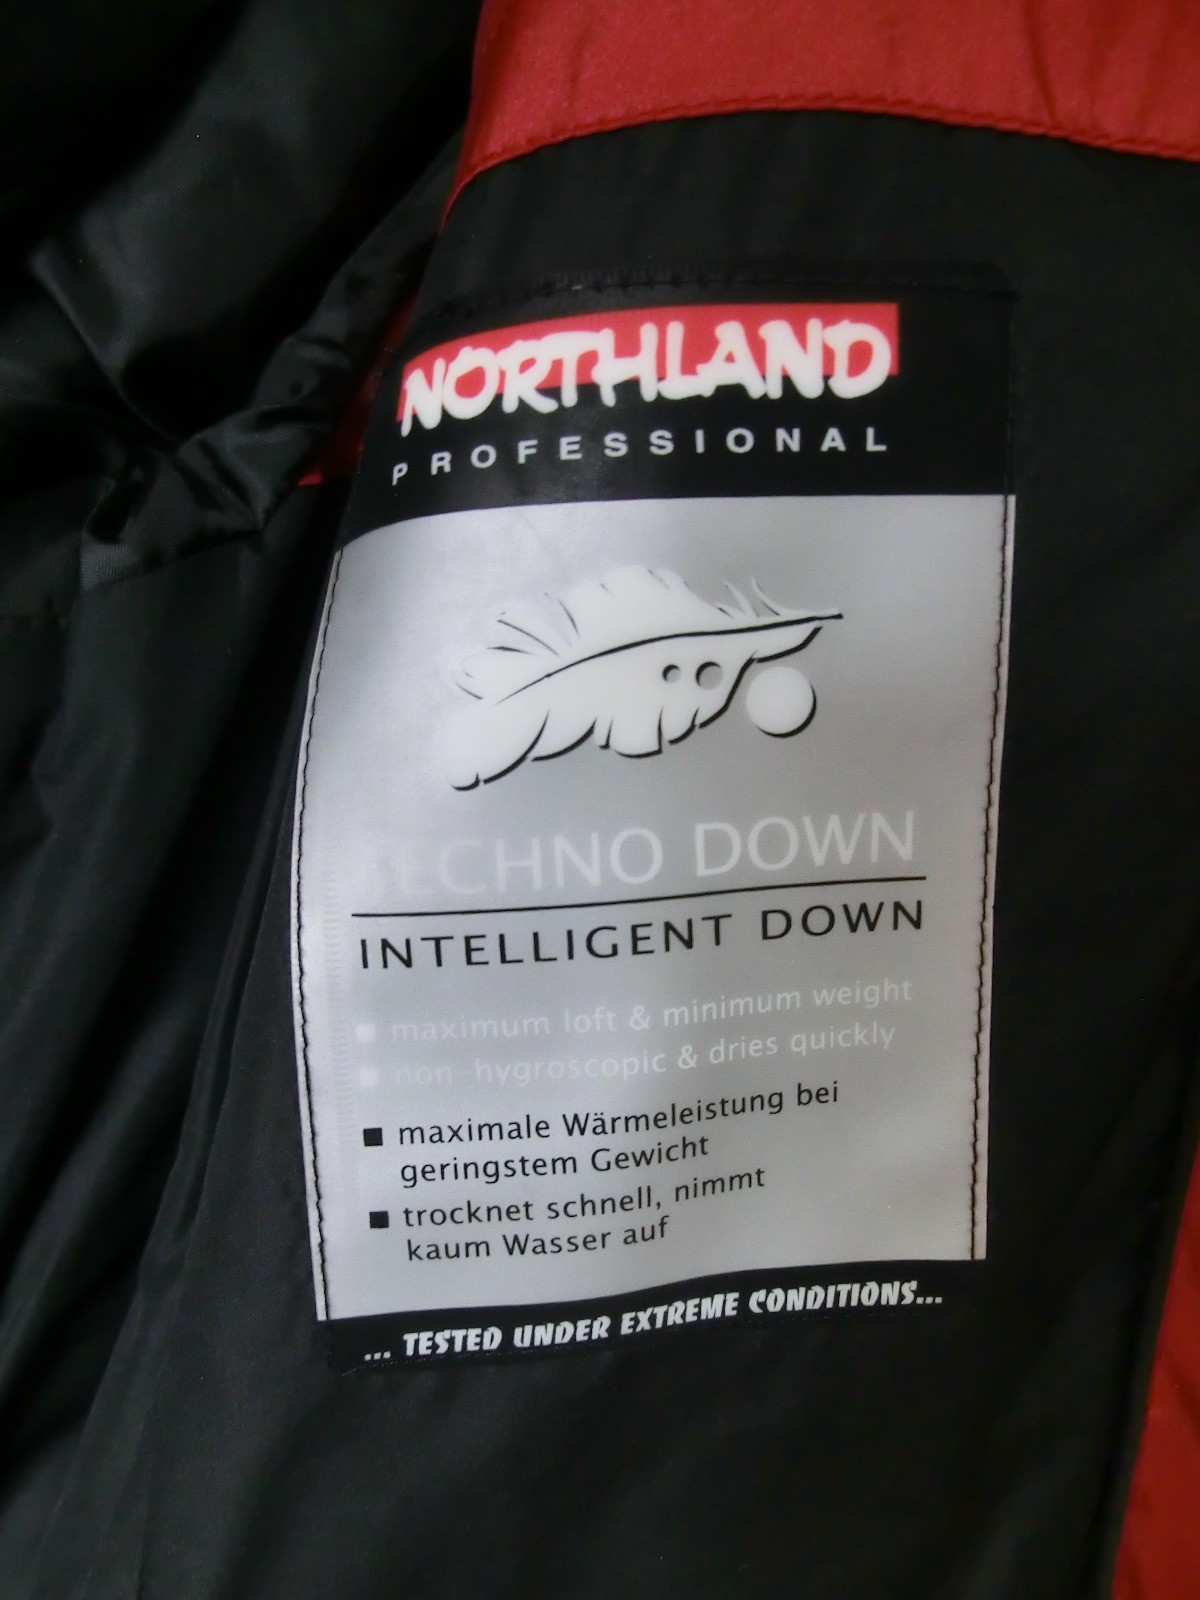 NORTHLAND
PROFESSIONAL
TECHNO DOWN
INTELLIGENT DOWN
■ maximum loft & minimum weight
■ non-hygroscopic & dries quickly
■ maximale Wärmeleistung bei
geringstem Gewicht
■ trocknet schnell, nimmt
kaum Wasser auf
... TESTED UNDER EXTREME CONDITIONS...